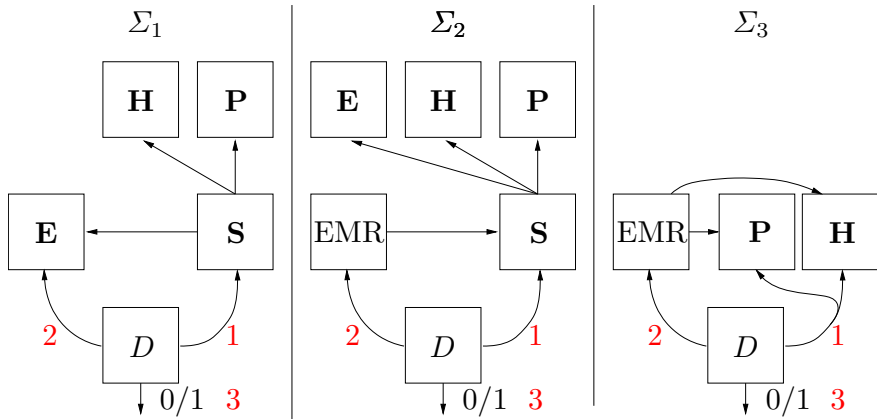 Σ1 Σ2 Σ3
H P E H P
E S EMR S EMR P H
2 D 1 2 D 1 2 D 1
0/1 3 0/1 3 0/1 3